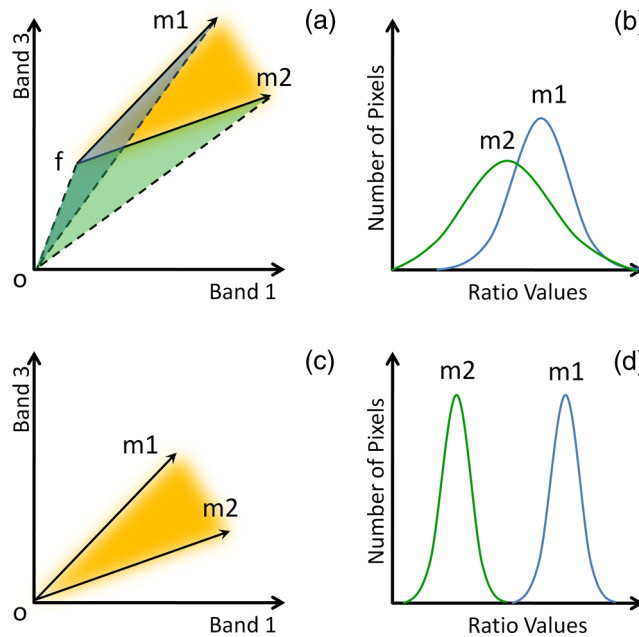 (a)
Band 3
m1
m2
f
O
Band 1
(b)
Number of Pixels
m1
m2
Ratio Values
(c)
Band 3
m1
m2
O
Band 1
(d)
Number of Pixels
m2
m1
Ratio Values